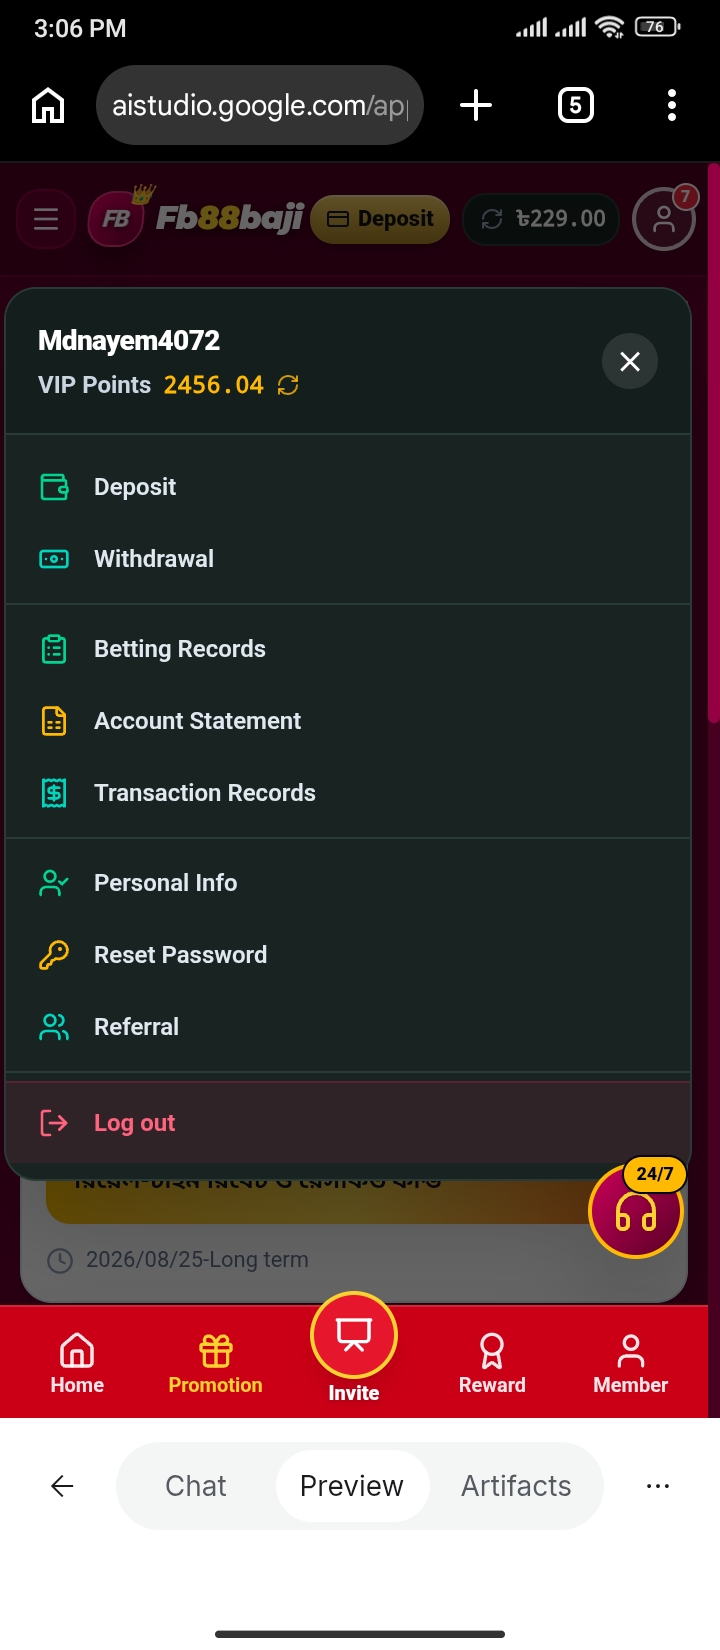 3:06 PM
76
aistudio.google.com/ap
5
FB
Fb88baji
Deposit
৳229.00
7
Mdnayem4072
VIP Points 2456.04
Deposit
Withdrawal
Betting Records
Account Statement
Transaction Records
Personal Info
Reset Password
Referral
Log out
24/7
2026/08/25-Long term
Home
Promotion
Invite
Reward
Member
Chat
Preview
Artifacts